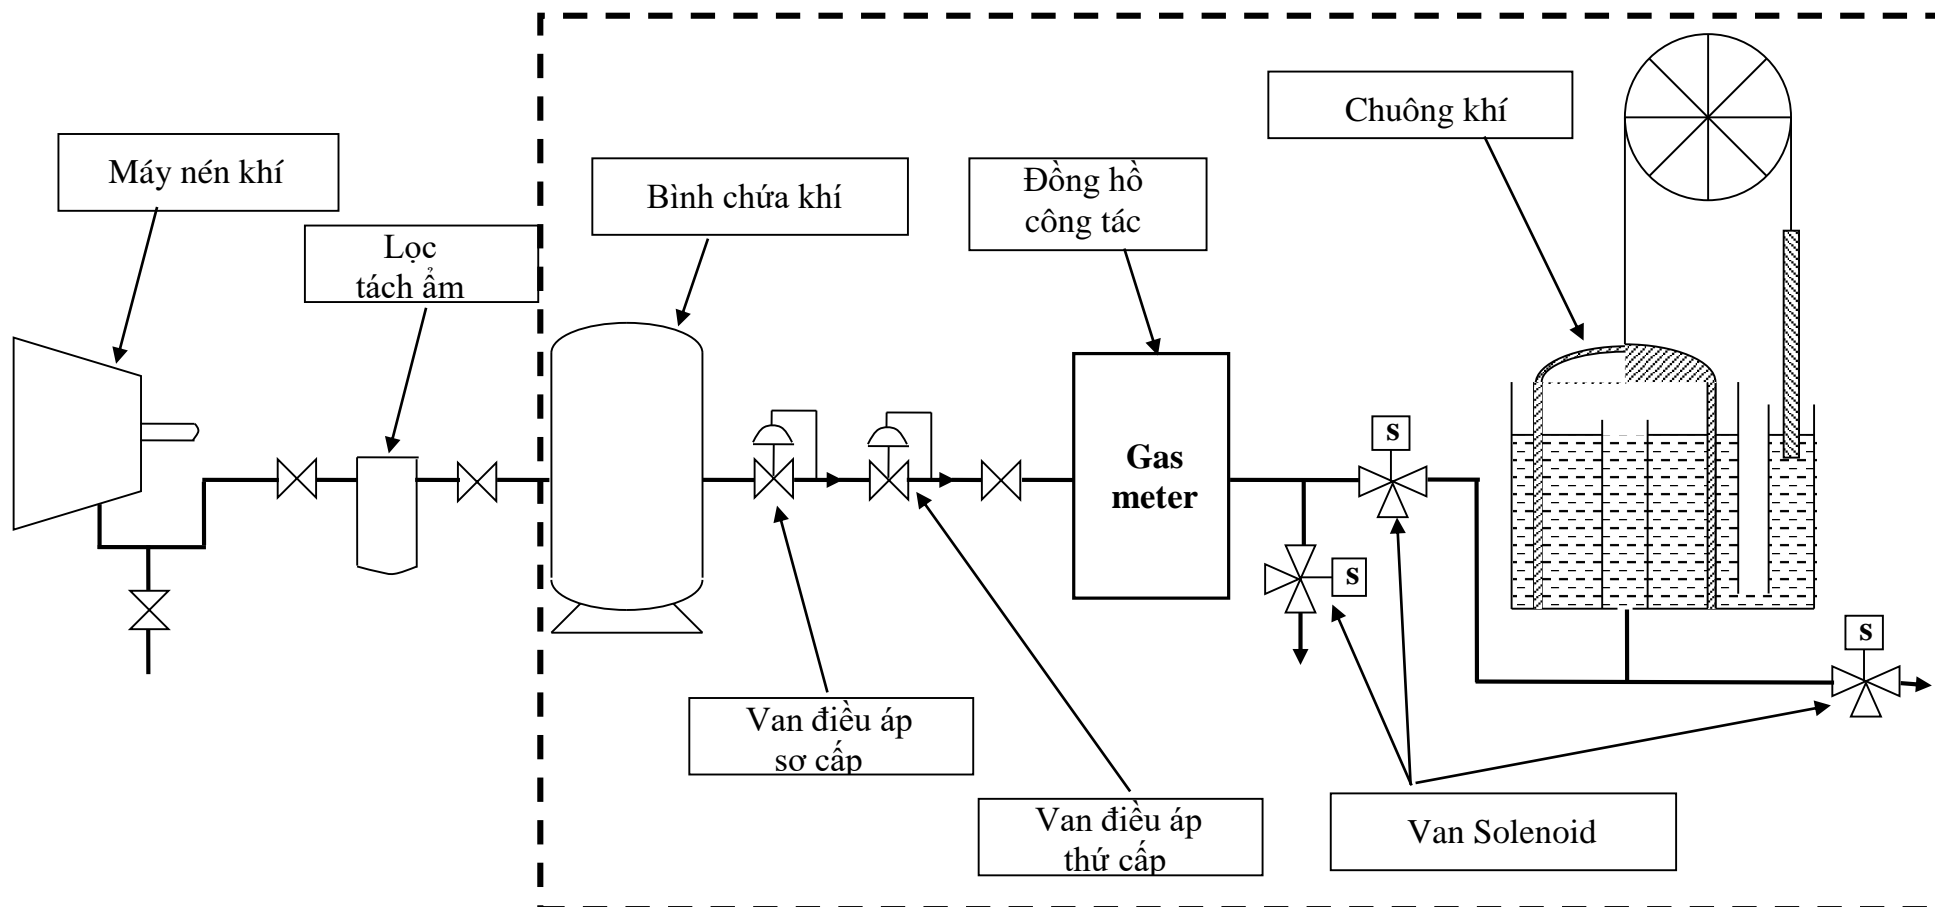 Chuông khí
Máy nén khí
Bình chứa khí
Đồng hồ
công tác
Lọc
tách ẩm
s
Gas
meter
s
s
Van điều áp
sơ cấp
Van điều áp
thứ cấp
Van Solenoid